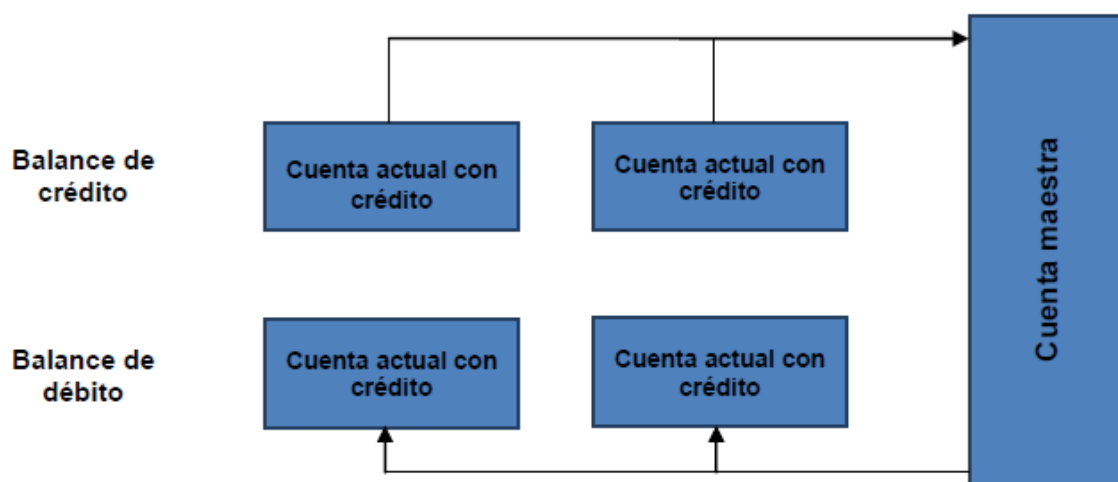 Balance de
crédito
Cuenta actual con
crédito
Cuenta actual con
crédito
Cuenta maestra
Balance de
débito
Cuenta actual con
crédito
Cuenta actual con
crédito